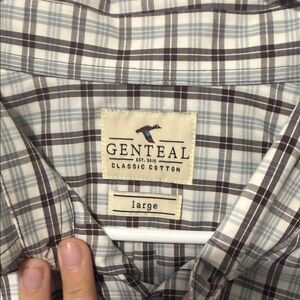 GENTEAL
EST. 2015
CLASSIC COTTON
large